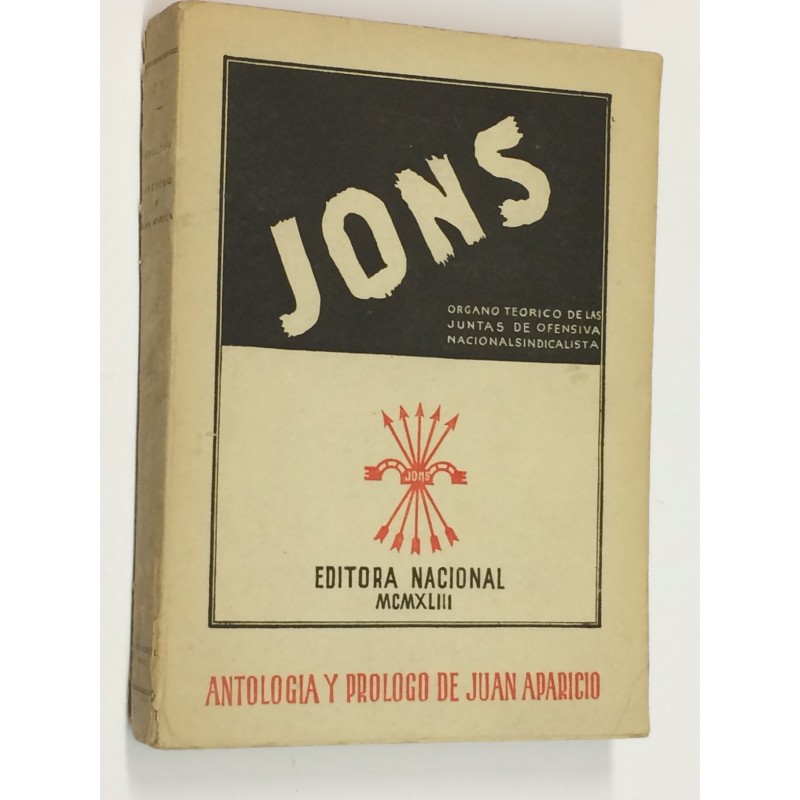 JONS
ORGANO TEORICO DE LAS
JUNTAS DE OFENSIVA
NACIONALSINDICALISTA
JONS
EDITORA NACIONAL
MCMXLIII
ANTOLOGIA Y PROLOGO DE JUAN APARICIO